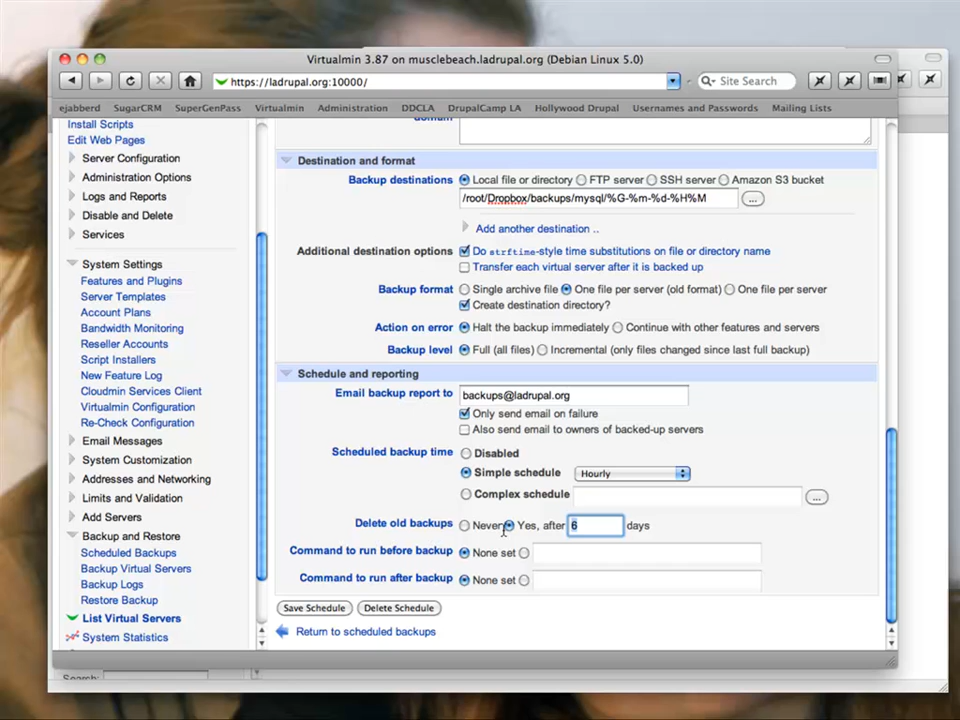 Virtualmin 3.87 on musclebeach.ladrupal.org (Debian Linux 5.0)
https://ladrupal.org:10000/
Site Search
ejabberd SugarCRM SuperGenPass Virtualmin Administration DDCLA DrupalCamp LA Hollywood Drupal Usernames and Passwords Mailing Lists
Install Scripts
Edit Web Pages
Server Configuration
Administration Options
Logs and Reports
Disable and Delete
Services
System Settings
Features and Plugins
Server Templates
Account Plans
Bandwidth Monitoring
Reseller Accounts
Script Installers
New Feature Log
Cloudmin Services Client
Virtualmin Configuration
Re-Check Configuration
Email Messages
System Customization
Addresses and Networking
Limits and Validation
Add Servers
Backup and Restore
Scheduled Backups
Backup Virtual Servers
Backup Logs
Restore Backup
List Virtual Servers
System Statistics
Search:
domain
Destination and format
Backup destinations Local file or directory FTP server SSH server Amazon S3 bucket
/root/Dropbox/backups/mysql/%G-%m-%d-%H%M ...
Add another destination ..
Additional destination options Do strftime-style time substitutions on file or directory name
Transfer each virtual server after it is backed up
Backup format Single archive file One file per server (old format) One file per server
Create destination directory?
Action on error Halt the backup immediately Continue with other features and servers
Backup level Full (all files) Incremental (only files changed since last full backup)
Schedule and reporting
Email backup report to backups@ladrupal.org
Only send email on failure
Also send email to owners of backed-up servers
Scheduled backup time Disabled
Simple schedule Hourly
Complex schedule ...
Delete old backups Never Yes, after 6 days
Command to run before backup None set
Command to run after backup None set
Save Schedule Delete Schedule
Return to scheduled backups